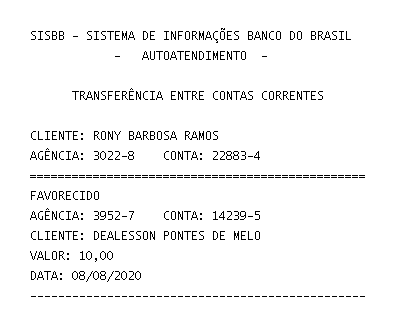 SISBB - SISTEMA DE INFORMAÇÕES BANCO DO BRASIL
- AUTOATENDIMENTO -
TRANSFERÊNCIA ENTRE CONTAS CORRENTES
CLIENTE: RONY BARBOSA RAMOS
AGÊNCIA: 3022-8 CONTA: 22883-4
================================================
FAVORECIDO
AGÊNCIA: 3952-7 CONTA: 14239-5
CLIENTE: DEALESSON PONTES DE MELO
VALOR: 10,00
DATA: 08/08/2020
------------------------------------------------